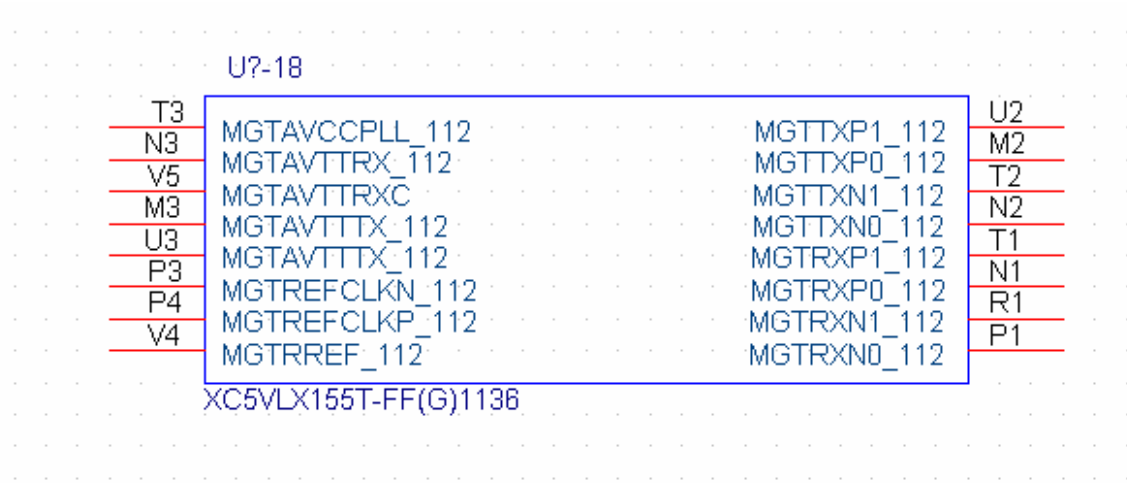 U?-18
T3 MGTAVCCPLL_112 MGTTXP1_112 U2
N3 MGTAVTTRX_112 MGTTXP0_112 M2
V5 MGTAVTTRXC MGTTXN1_112 T2
M3 MGTAVTTTX_112 MGTTXN0_112 N2
U3 MGTAVTTTX_112 MGTRXP1_112 T1
P3 MGTREFCLKN_112 MGTRXP0_112 N1
P4 MGTREFCLKP_112 MGTRXN1_112 R1
V4 MGTRREF_112 MGTRXN0_112 P1
XC5VLX155T-FF(G)1136